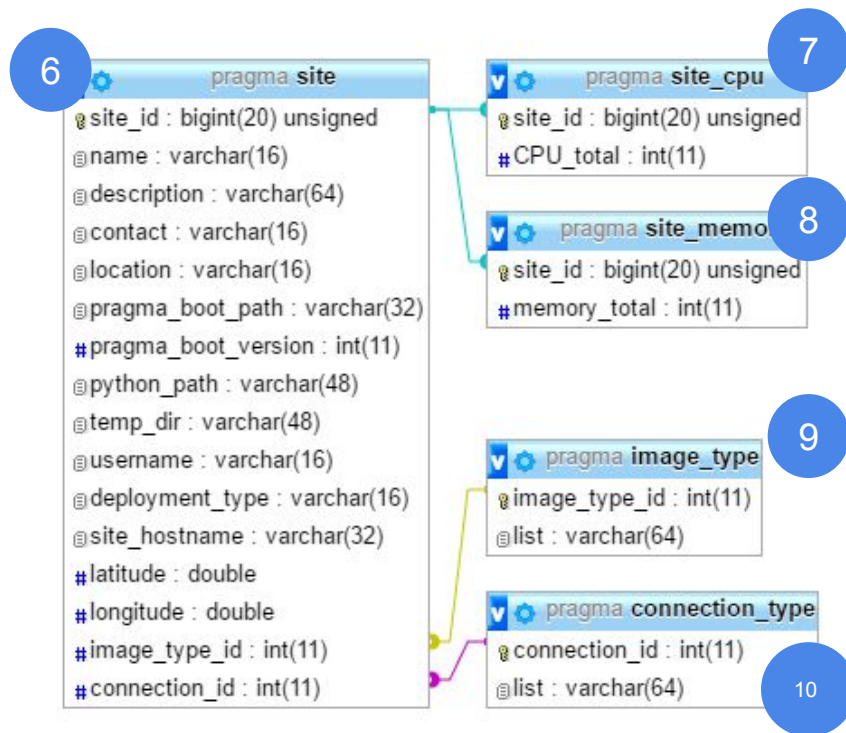 6
pragma site
site_id : bigint(20) unsigned
name : varchar(16)
description : varchar(64)
contact : varchar(16)
location : varchar(16)
pragma_boot_path : varchar(32)
#pragma_boot_version : int(11)
python_path : varchar(48)
temp_dir : varchar(48)
username : varchar(16)
deployment_type : varchar(16)
site_hostname : varchar(32)
#latitude : double
#longitude : double
#image_type_id : int(11)
#connection_id : int(11)
7
v pragma site_cpu
site_id : bigint(20) unsigned
#CPU_total : int(11)
8
v pragma site_memo
site_id : bigint(20) unsigned
#memory_total : int(11)
9
v pragma image_type
image_type_id : int(11)
list : varchar(64)
v pragma connection_type
connection_id : int(11)
list : varchar(64)
10